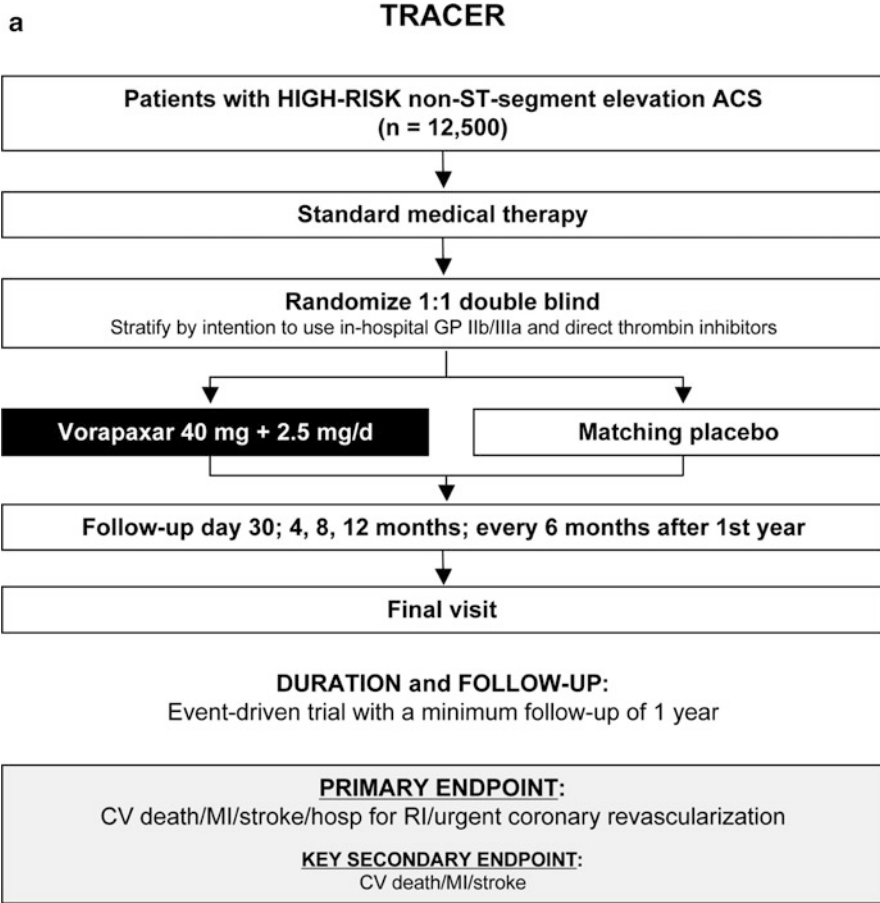 a
TRACER
Patients with HIGH-RISK non-ST-segment elevation ACS
(n = 12,500)
Standard medical therapy
Randomize 1:1 double blind
Stratify by intention to use in-hospital GP IIb/IIIa and direct thrombin inhibitors
Vorapaxar 40 mg + 2.5 mg/d
Matching placebo
Follow-up day 30; 4, 8, 12 months; every 6 months after 1st year
Final visit
DURATION and FOLLOW-UP:
Event-driven trial with a minimum follow-up of 1 year
PRIMARY ENDPOINT:
CV death/MI/stroke/hosp for RI/urgent coronary revascularization
KEY SECONDARY ENDPOINT:
CV death/MI/stroke